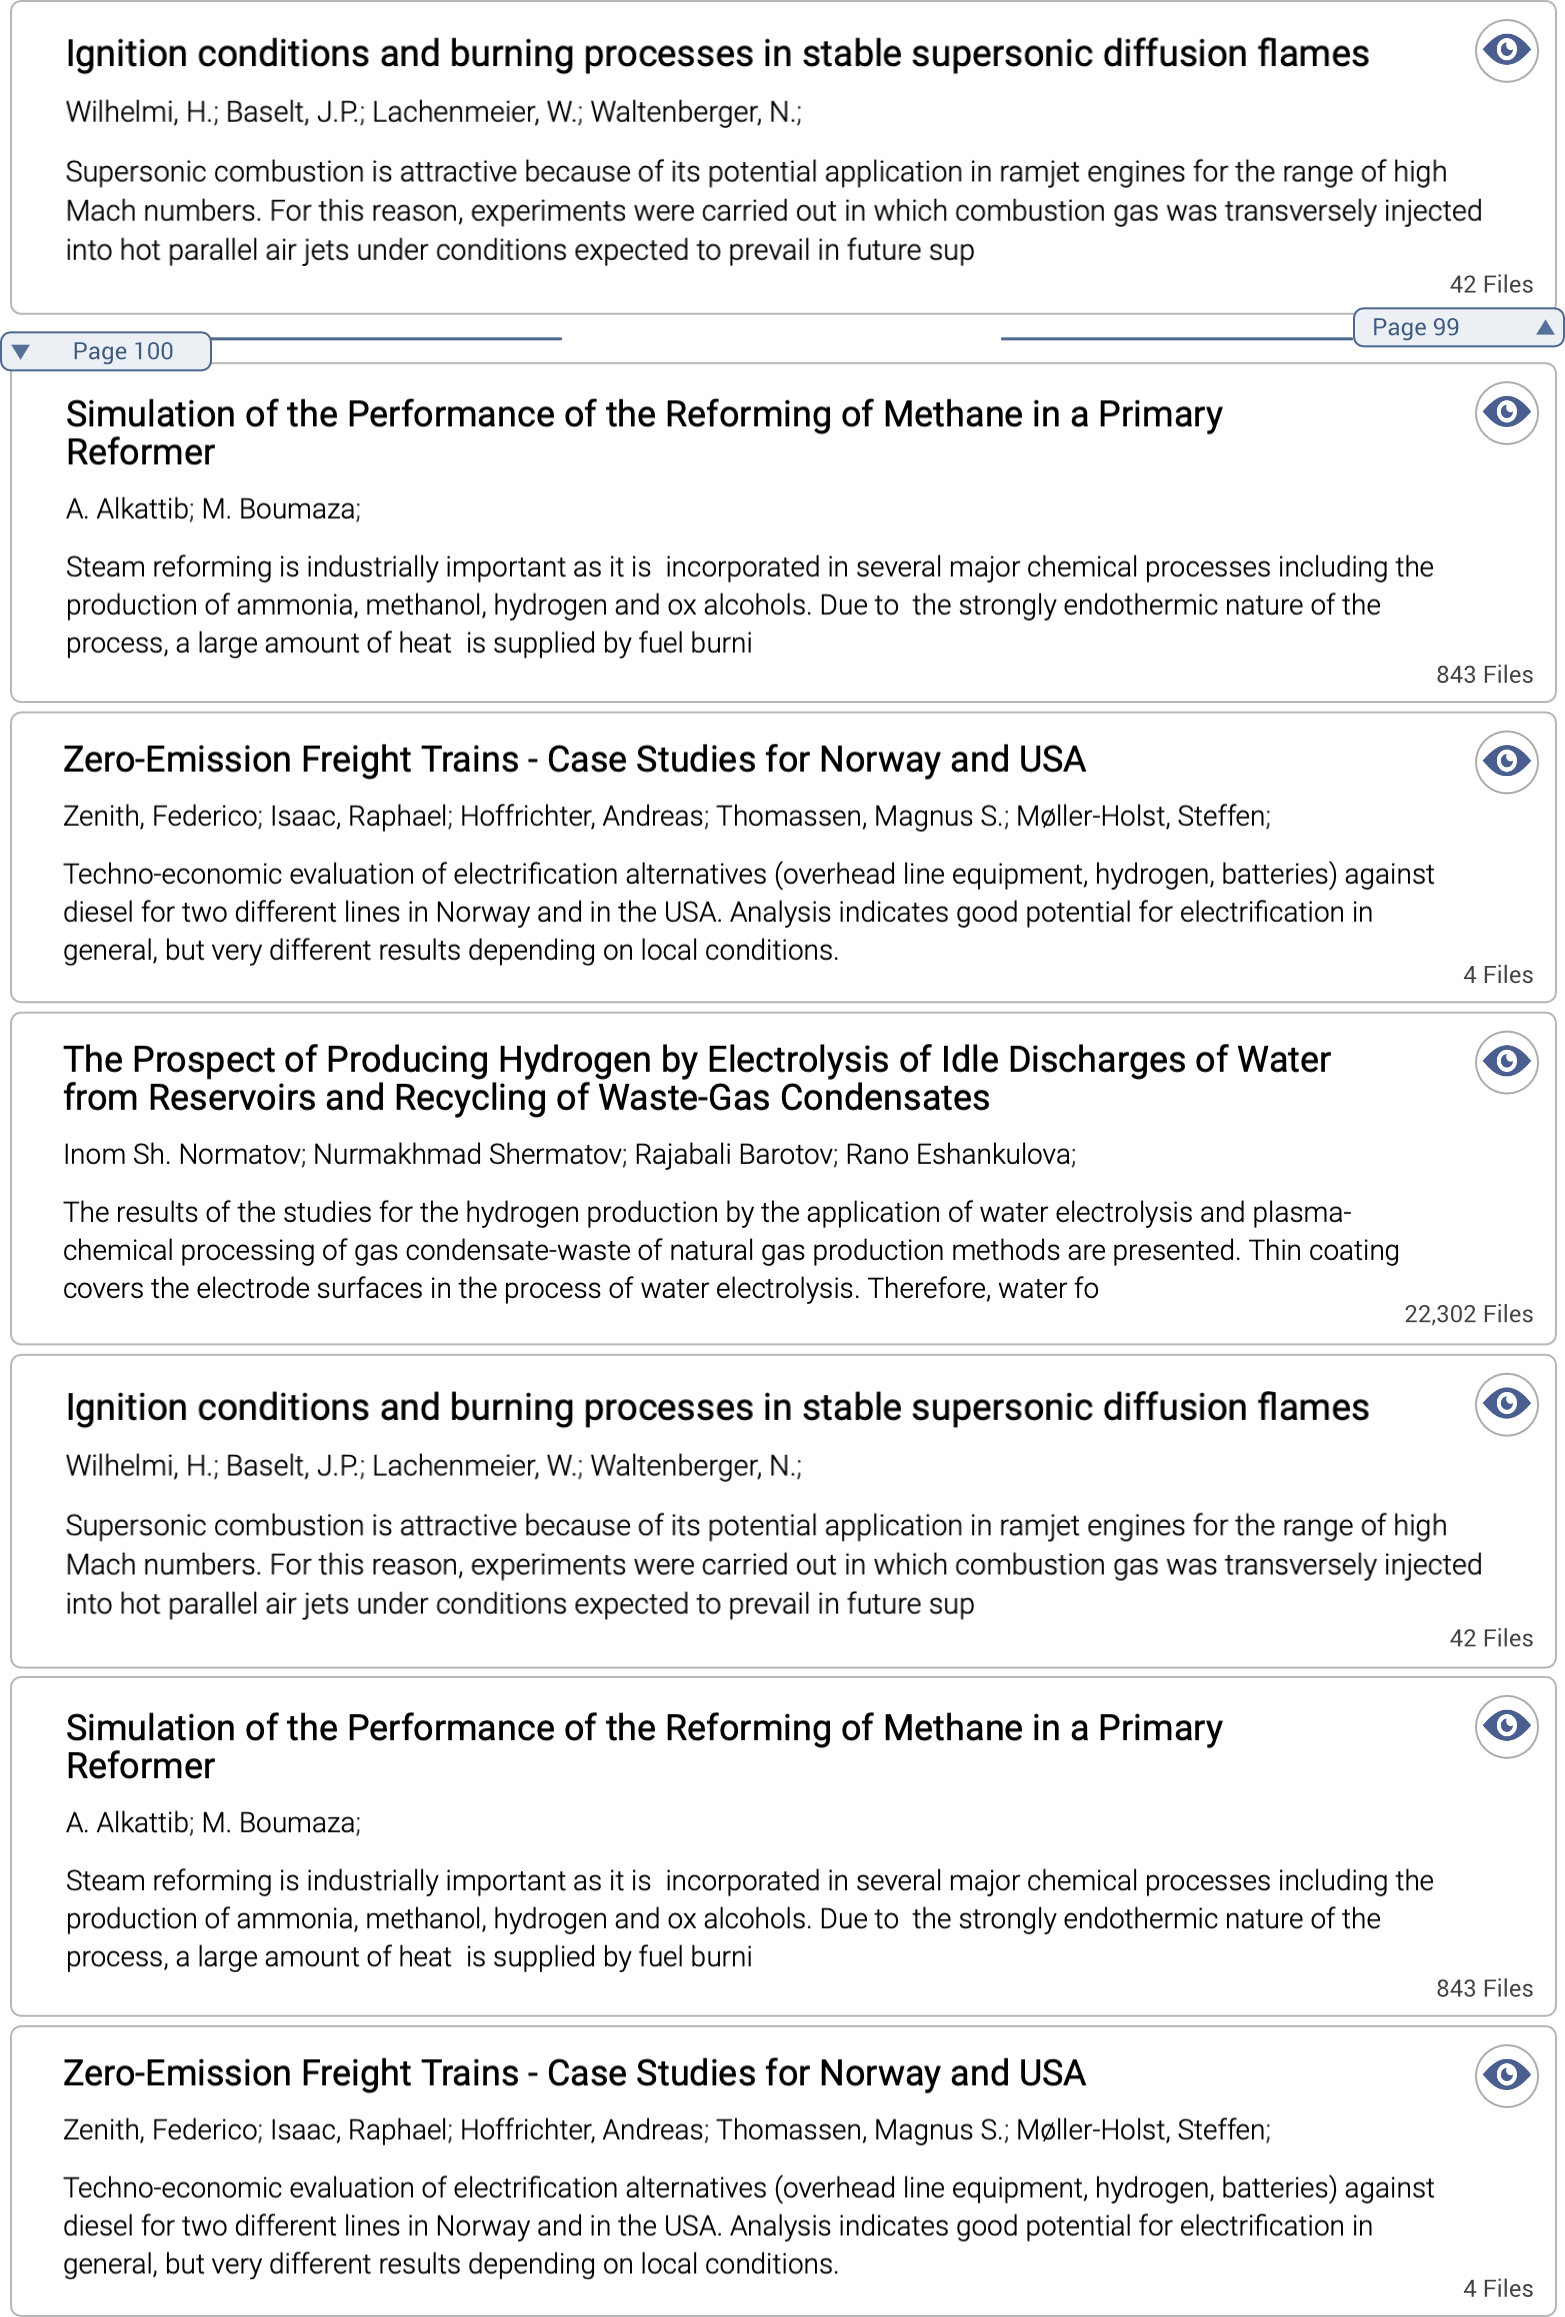 Ignition conditions and burning processes in stable supersonic diffusion flames
Wilhelmi, H.; Baselt, J.P.; Lachenmeier, W.; Waltenberger, N.;
Supersonic combustion is attractive because of its potential application in ramjet engines for the range of high
Mach numbers. For this reason, experiments were carried out in which combustion gas was transversely injected
into hot parallel air jets under conditions expected to prevail in future sup
42 Files
Page 99
Page 100
Simulation of the Performance of the Reforming of Methane in a Primary
Reformer
A. Alkattib; M. Boumaza;
Steam reforming is industrially important as it is  incorporated in several major chemical processes including the
production of ammonia, methanol, hydrogen and ox alcohols. Due to  the strongly endothermic nature of the
process, a large amount of heat  is supplied by fuel burni
843 Files
Zero-Emission Freight Trains - Case Studies for Norway and USA
Zenith, Federico; Isaac, Raphael; Hoffrichter, Andreas; Thomassen, Magnus S.; Møller-Holst, Steffen;
Techno-economic evaluation of electrification alternatives (overhead line equipment, hydrogen, batteries) against
diesel for two different lines in Norway and in the USA. Analysis indicates good potential for electrification in
general, but very different results depending on local conditions.
4 Files
The Prospect of Producing Hydrogen by Electrolysis of Idle Discharges of Water
from Reservoirs and Recycling of Waste-Gas Condensates
Inom Sh. Normatov; Nurmakhmad Shermatov; Rajabali Barotov; Rano Eshankulova;
The results of the studies for the hydrogen production by the application of water electrolysis and plasma-
chemical processing of gas condensate-waste of natural gas production methods are presented. Thin coating
covers the electrode surfaces in the process of water electrolysis. Therefore, water fo
22,302 Files
Ignition conditions and burning processes in stable supersonic diffusion flames
Wilhelmi, H.; Baselt, J.P.; Lachenmeier, W.; Waltenberger, N.;
Supersonic combustion is attractive because of its potential application in ramjet engines for the range of high
Mach numbers. For this reason, experiments were carried out in which combustion gas was transversely injected
into hot parallel air jets under conditions expected to prevail in future sup
42 Files
Simulation of the Performance of the Reforming of Methane in a Primary
Reformer
A. Alkattib; M. Boumaza;
Steam reforming is industrially important as it is  incorporated in several major chemical processes including the
production of ammonia, methanol, hydrogen and ox alcohols. Due to  the strongly endothermic nature of the
process, a large amount of heat  is supplied by fuel burni
843 Files
Zero-Emission Freight Trains - Case Studies for Norway and USA
Zenith, Federico; Isaac, Raphael; Hoffrichter, Andreas; Thomassen, Magnus S.; Møller-Holst, Steffen;
Techno-economic evaluation of electrification alternatives (overhead line equipment, hydrogen, batteries) against
diesel for two different lines in Norway and in the USA. Analysis indicates good potential for electrification in
general, but very different results depending on local conditions.
4 Files